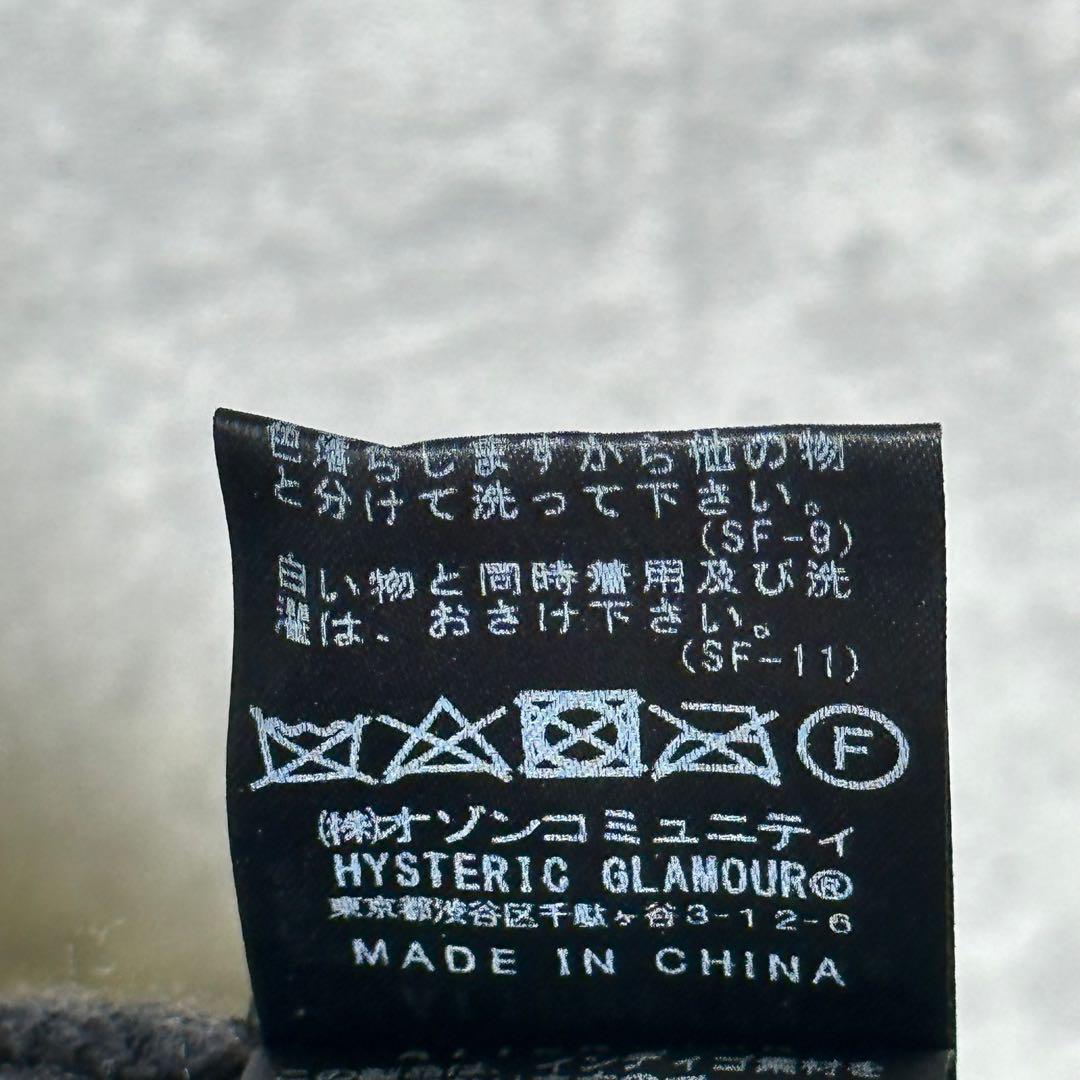 色落ちしますから他の物
と分けて洗って下さい。
(SF-9)
白い物と同時着用及び洗
濯は、おさけ下さい。
(SF-11)
F
(株)オゾンコミュニティ
HYSTERIC GLAMOUR®
東京都渋谷区千駄ヶ谷3-12-6
MADE IN CHINA